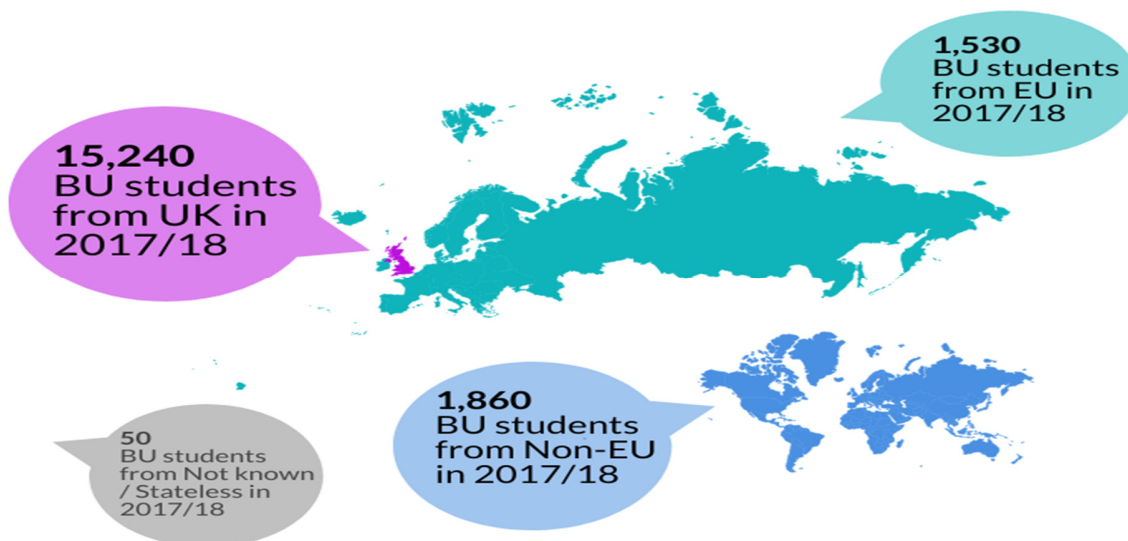 1,530
BU students
from EU in
2017/18
15,240
BU students
from UK in
2017/18
1,860
BU students
from Non-EU
in 2017/18
50
BU students
from Not known
/ Stateless in
2017/18